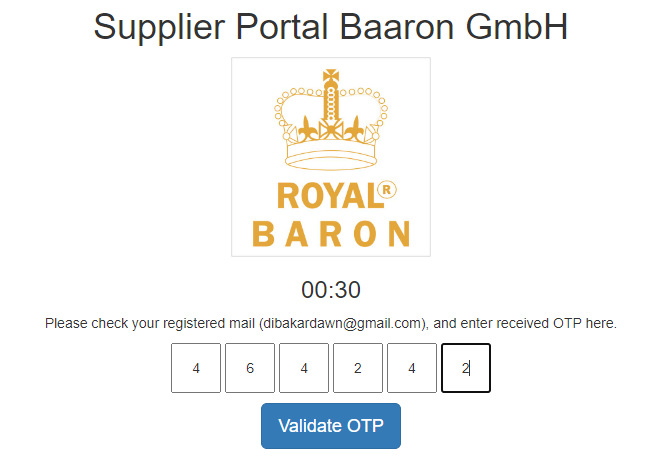 Supplier Portal Baaron GmbH
ROYAL®
BARON
00:30
Please check your registered mail (dibakardawn@gmail.com), and enter received OTP here.
4 6 4 2 4 2
Validate OTP